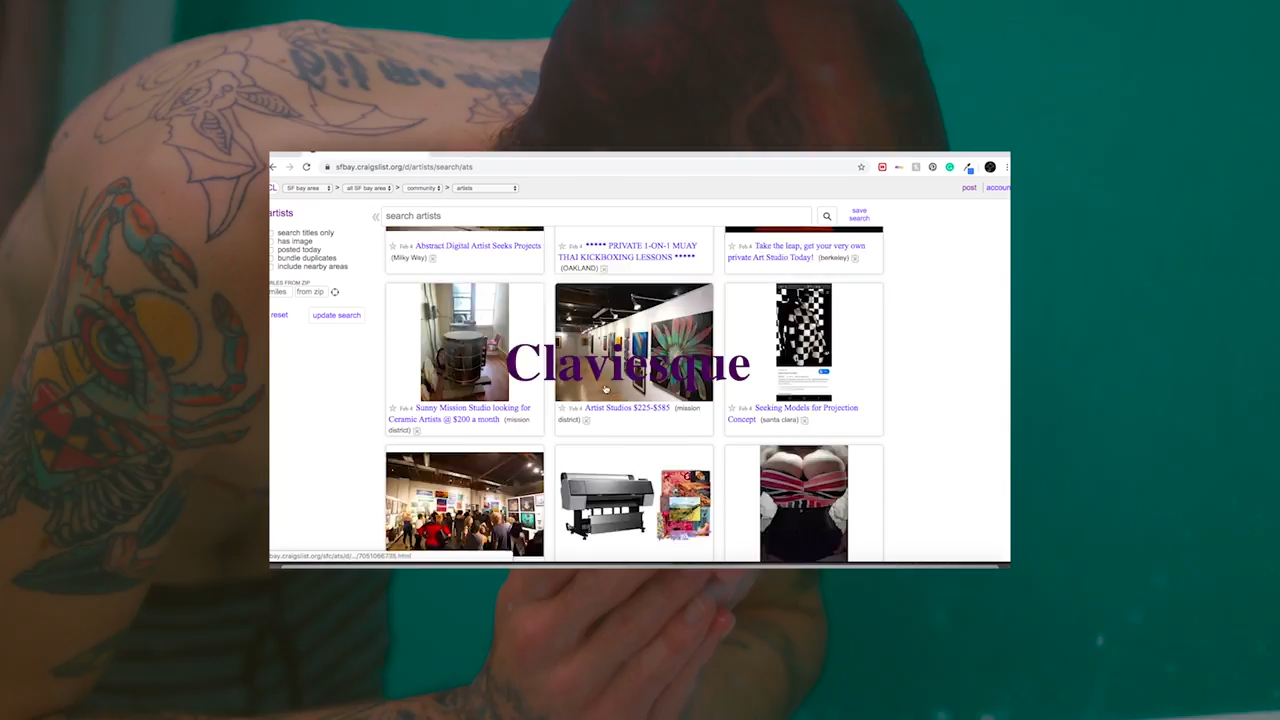 sfbay.craigslist.org/d/artists/search/ats
CL SF bay area > all SF bay area > community > artists post accoun
artists
search artists
save
search
search titles only
has image
posted today
bundle duplicates
include nearby areas
MILES FROM ZIP
miles from zip
reset update search
Feb 4 Abstract Digital Artist Seeks Projects
(Milky Way)
Feb 4 ***** PRIVATE 1-ON-1 MUAY
THAI KICKBOXING LESSONS *****
(OAKLAND)
Feb 4 Take the leap, get your very own
private Art Studio Today! (berkeley)
Claviesque
Feb 4 Sunny Mission Studio looking for
Ceramic Artists @ $200 a month (mission
district)
Feb 4 Artist Studios $225-$585 (mission
district)
Feb 4 Seeking Models for Projection
Concept (santa clara)